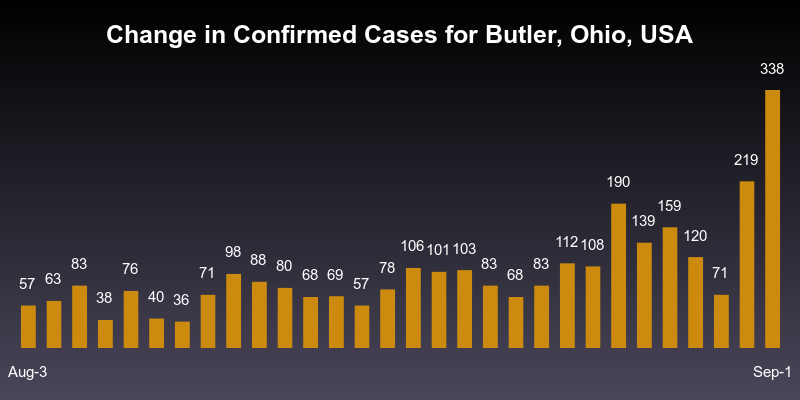 Change in Confirmed Cases for Butler, Ohio, USA
57 63 83 38 76 40 36 71 98 88 80 68 69 57 78 106 101 103 83 68 83 112 108 190 139 159 120 71 219 338
Aug-3 Sep-1